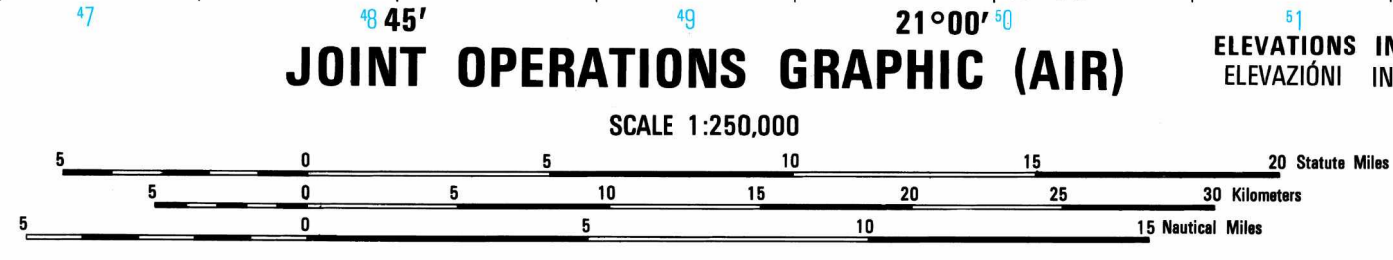 47 48 45′ 49 21°00′ 50 51
JOINT OPERATIONS GRAPHIC (AIR)
ELEVATIONS
ELEVAZIÓNI IN
SCALE 1:250,000
5 0 5 10 15 20 Statute Miles
5 0 5 10 15 20 25 30 Kilometers
5 0 5 10 15 Nautical Miles